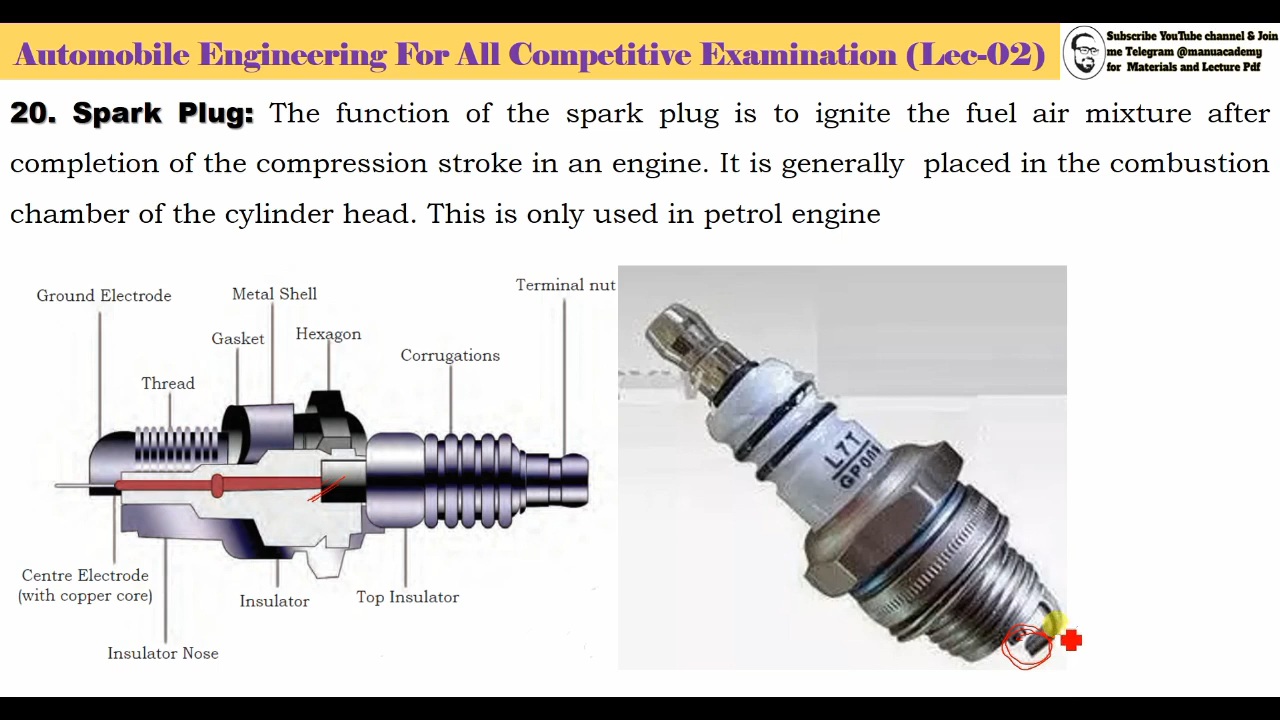 Automobile Engineering For All Competitive Examination (Lec-02)
Subscribe YouTube channel & Join
me Telegram @manuacademy
for Materials and Lecture Pdf
20. Spark Plug: The function of the spark plug is to ignite the fuel air mixture after
completion of the compression stroke in an engine. It is generally placed in the combustion
chamber of the cylinder head. This is only used in petrol engine
Terminal nut
Ground Electrode
Metal Shell
Gasket
Hexagon
Corrugations
Thread
Centre Electrode
(with copper core)
Insulator
Top Insulator
Insulator Nose
L7T